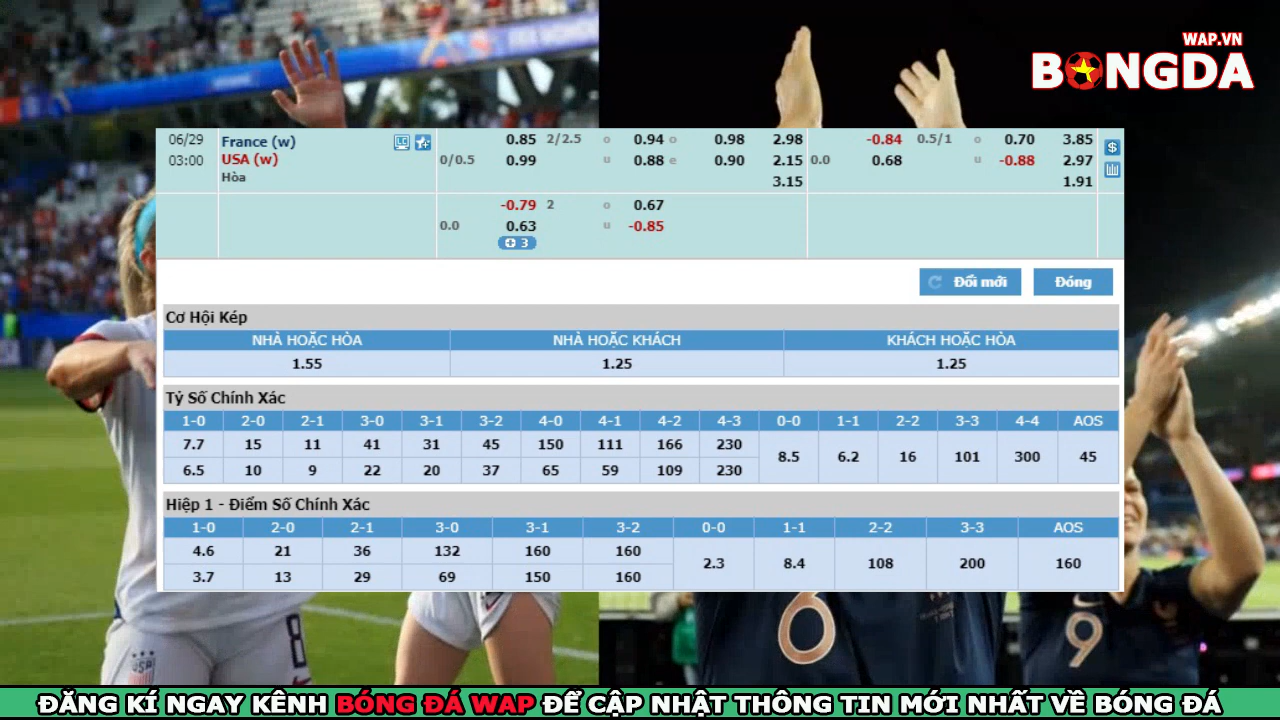 WAP.VN
BONGDA
06/29 France (w) 0.85 2/2.5 o 0.94 o 0.98 2.98 -0.84 0.5/1 o 0.70 3.85
03:00 USA (w) 0/0.5 0.99 u 0.88 e 0.90 2.15 0.0 0.68 u -0.88 2.97
Hòa 3.15 1.91
-0.79 2 o 0.67
0.0 0.63 u -0.85
3
Đổi mới Đóng
Cơ Hội Kép
NHÀ HOẶC HÒA NHÀ HOẶC KHÁCH KHÁCH HOẶC HÒA
1.55 1.25 1.25
Tỷ Số Chính Xác
1-0 2-0 2-1 3-0 3-1 3-2 4-0 4-1 4-2 4-3 0-0 1-1 2-2 3-3 4-4 AOS
7.7 15 11 41 31 45 150 111 166 230
8.5 6.2 16 101 300 45
6.5 10 9 22 20 37 65 59 109 230
Hiệp 1 - Điểm Số Chính Xác
1-0 2-0 2-1 3-0 3-1 3-2 0-0 1-1 2-2 3-3 AOS
4.6 21 36 132 160 160
2.3 8.4 108 200 160
3.7 13 29 69 150 160
8
USA
6
9
ĐĂNG KÍ NGAY KÊNH BÓNG ĐÁ WAP ĐỂ CẬP NHẬT THÔNG TIN MỚI NHẤT VỀ BÓNG ĐÁ